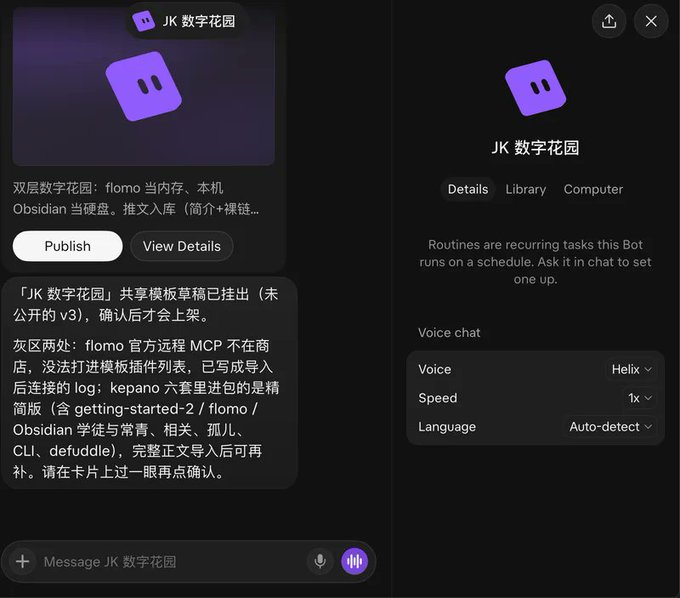 JK 数字花园
双层数字花园：flomo 当内存、本机
Obsidian 当硬盘。推文入库（简介+裸链...
Publish
View Details
「JK 数字花园」共享模板草稿已挂出（未
公开的 v3），确认后才会上架。
灰区两处：flomo 官方远程 MCP 不在商
店，没法打进模板插件列表，已写成导入
后连接的 log；kepano 六套里进包的是精
简版（含 getting-started-2 / flomo /
Obsidian 学徒与常青、相关、孤儿、
CLI、defuddle），完整正文导入后可再
补。请在卡片上过一眼再点确认。
Message JK 数字花园
JK 数字花园
Details
Library
Computer
Routines are recurring tasks this Bot
runs on a schedule. Ask it in chat to set
one up.
Voice chat
Voice
Helix
Speed
1x
Language
Auto-detect